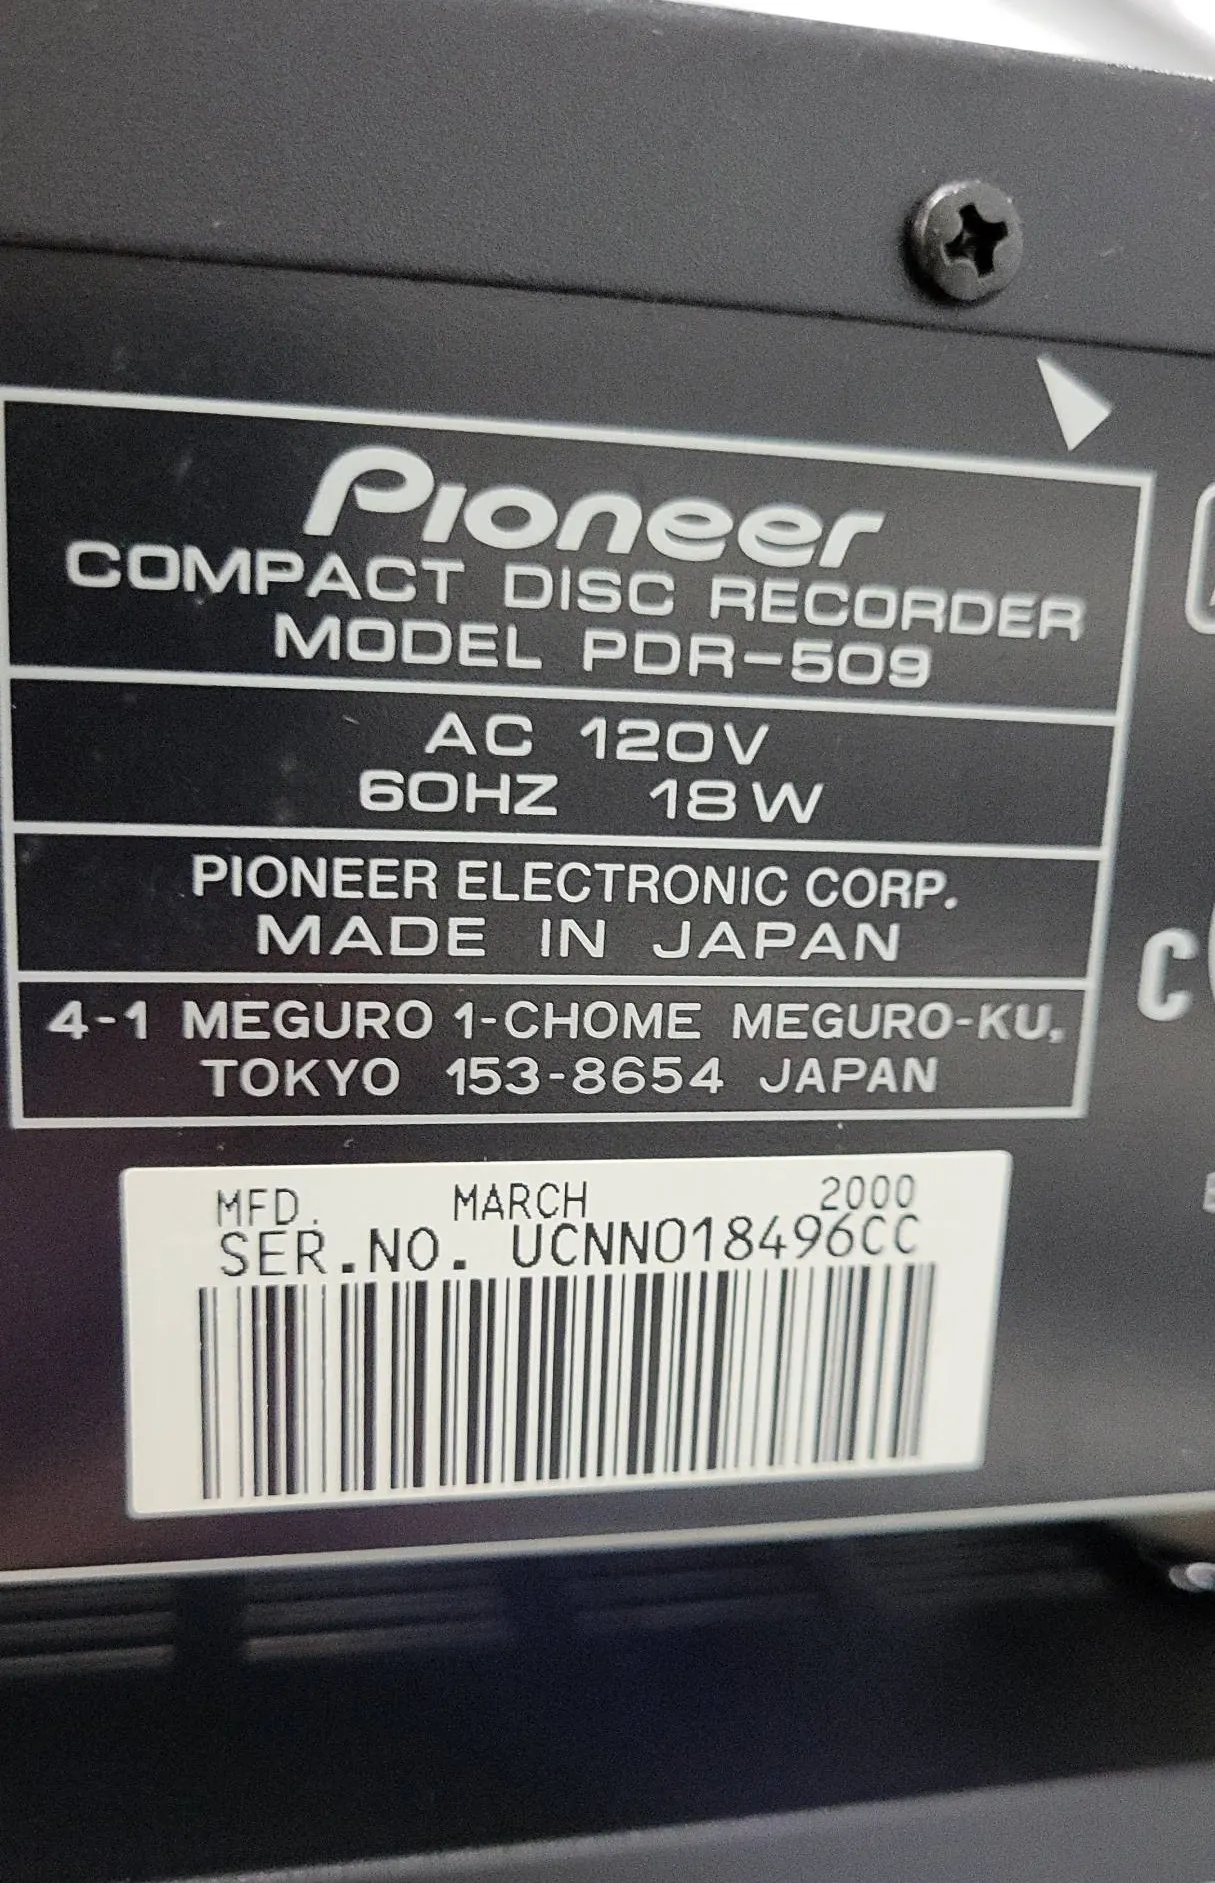 Pioneer
COMPACT DISC RECORDER
MODEL PDR-509
AC 120V
60HZ 18W
PIONEER ELECTRONIC CORP.
MADE IN JAPAN
4-1 MEGURO 1-CHOME MEGURO-KU,
TOKYO 153-8654 JAPAN
MFD. MARCH 2000
SER.NO. UCNN018496CC
C